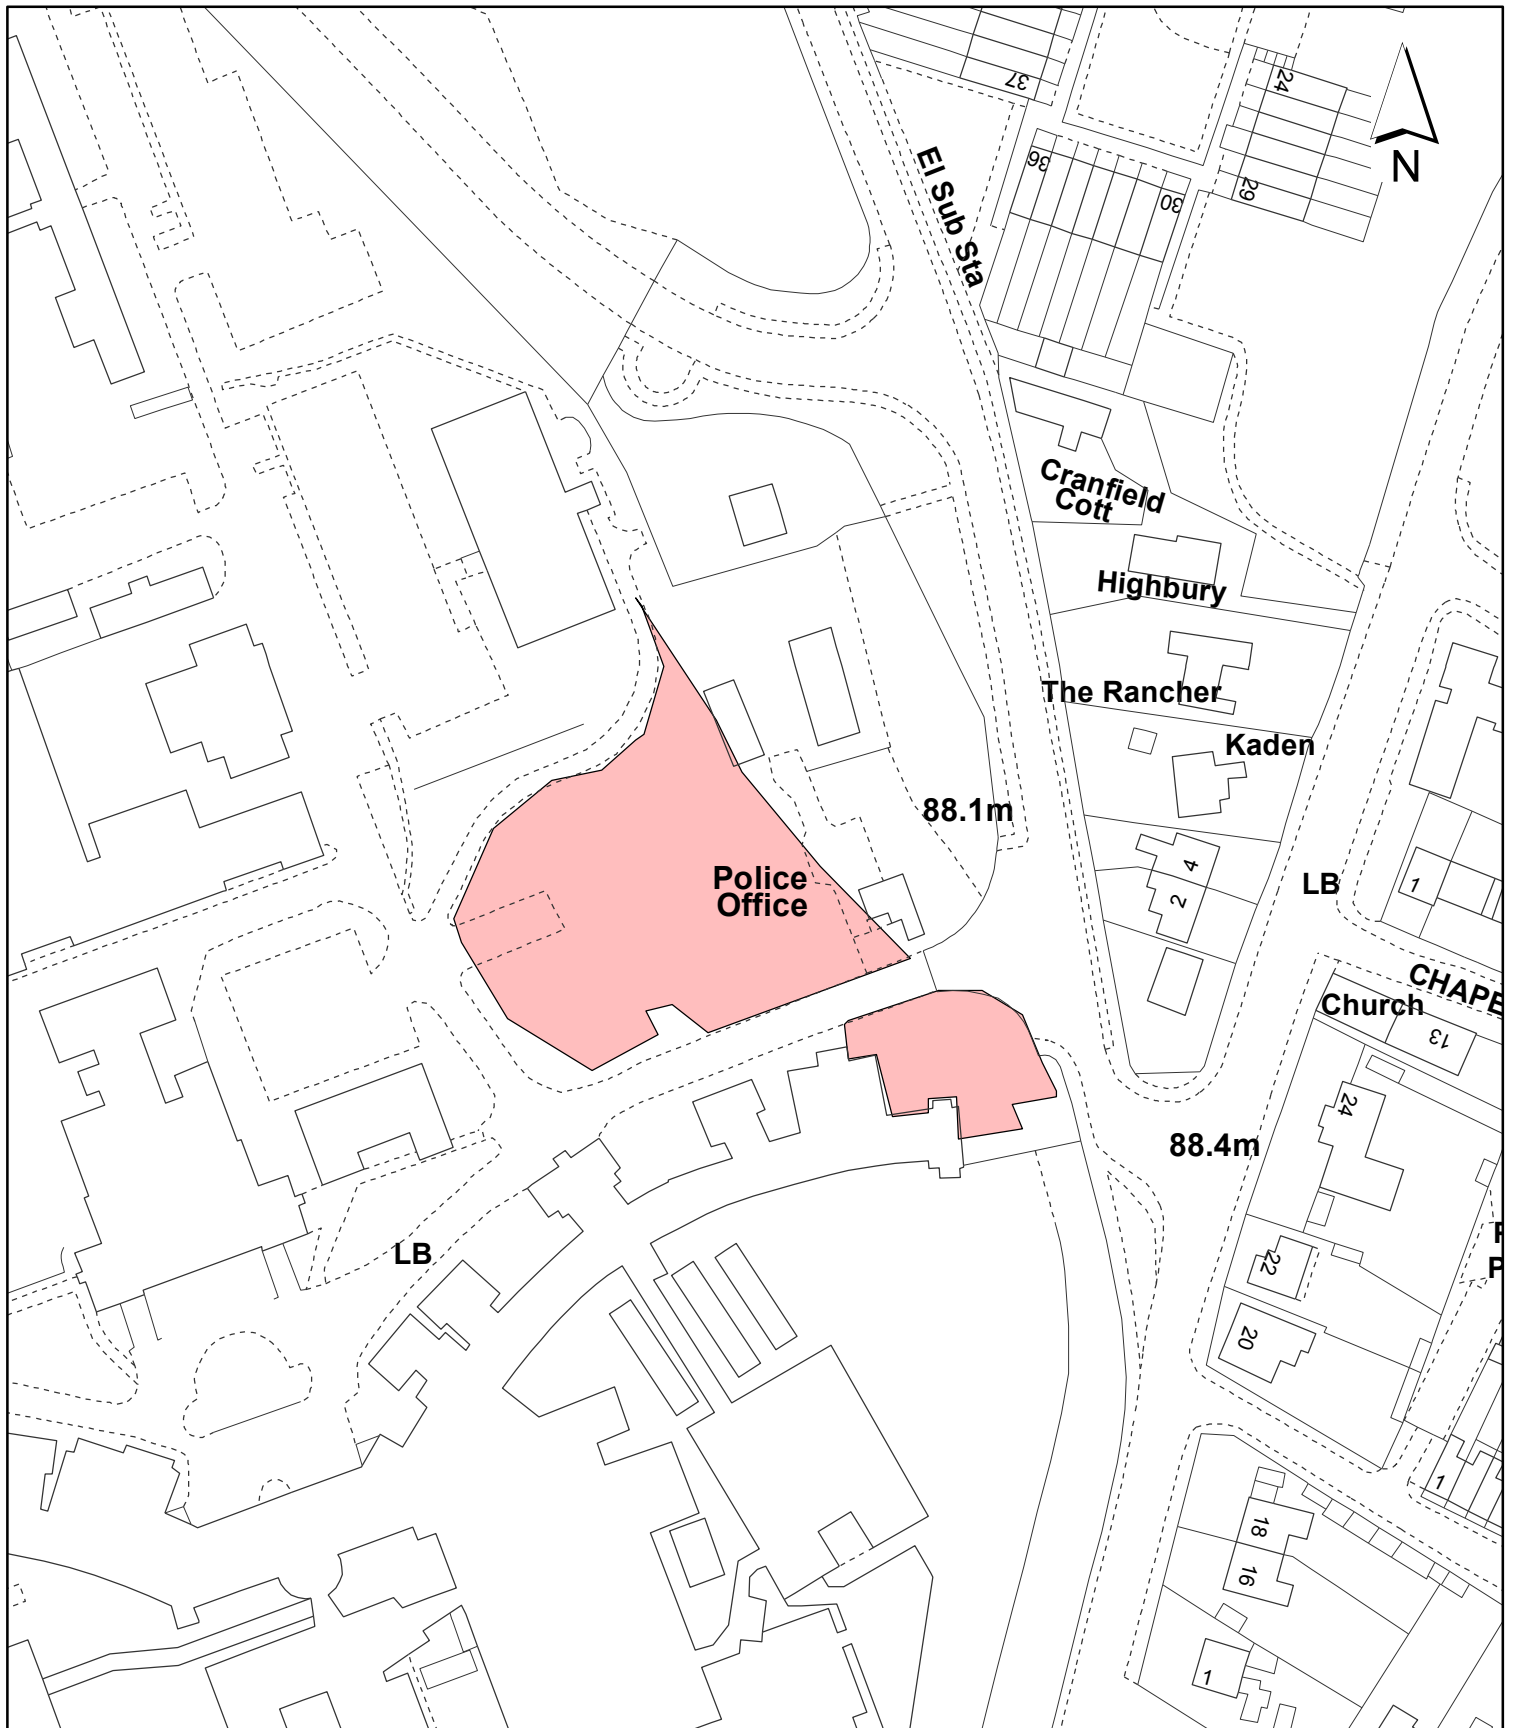 37
24
N
36
30
29
El Sub Sta
Cranfield
Cott
Highbury
The Rancher
Kaden
88.1m
4
2
Police
Office
LB
1
CHAPE
Church
13
24
88.4m
LB
22
20
1
18
16
1